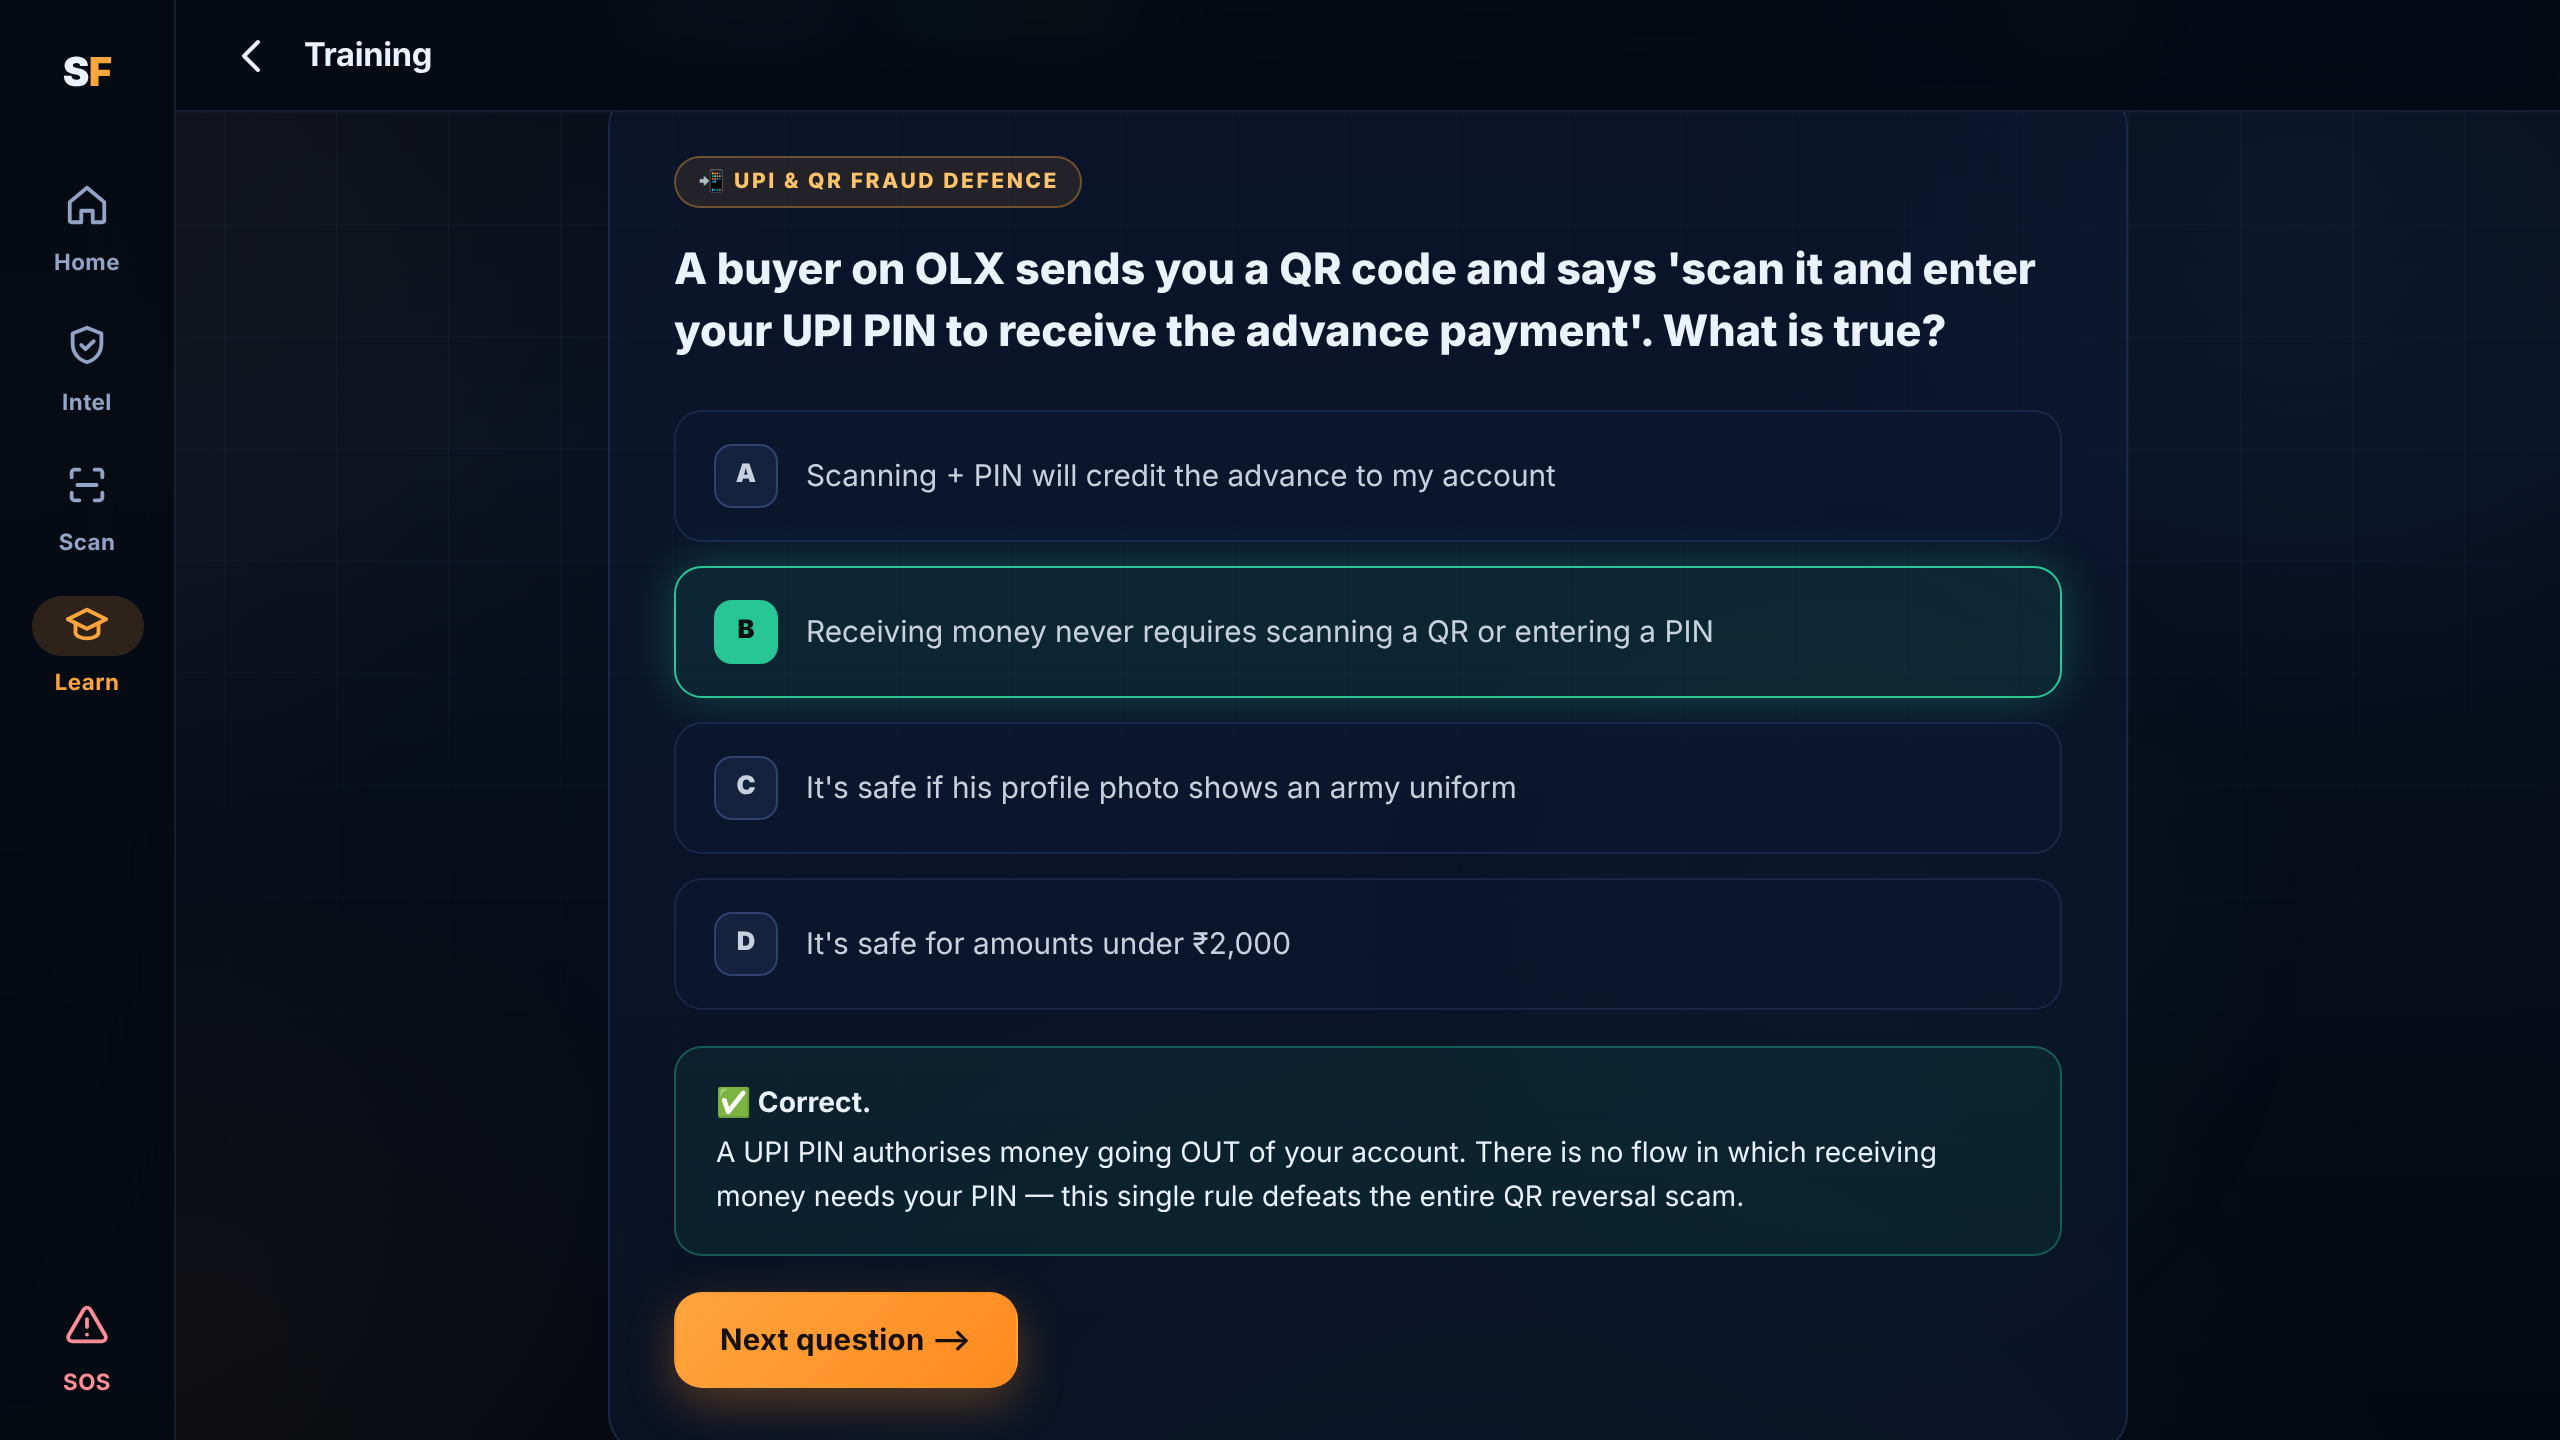 SF
Training
Home
Intel
Scan
Learn
SOS
UPI & QR FRAUD DEFENCE
A buyer on OLX sends you a QR code and says 'scan it and enter
your UPI PIN to receive the advance payment'. What is true?
A Scanning + PIN will credit the advance to my account
B Receiving money never requires scanning a QR or entering a PIN
C It's safe if his profile photo shows an army uniform
D It's safe for amounts under ₹2,000
✅ Correct.
A UPI PIN authorises money going OUT of your account. There is no flow in which receiving
money needs your PIN — this single rule defeats the entire QR reversal scam.
Next question →